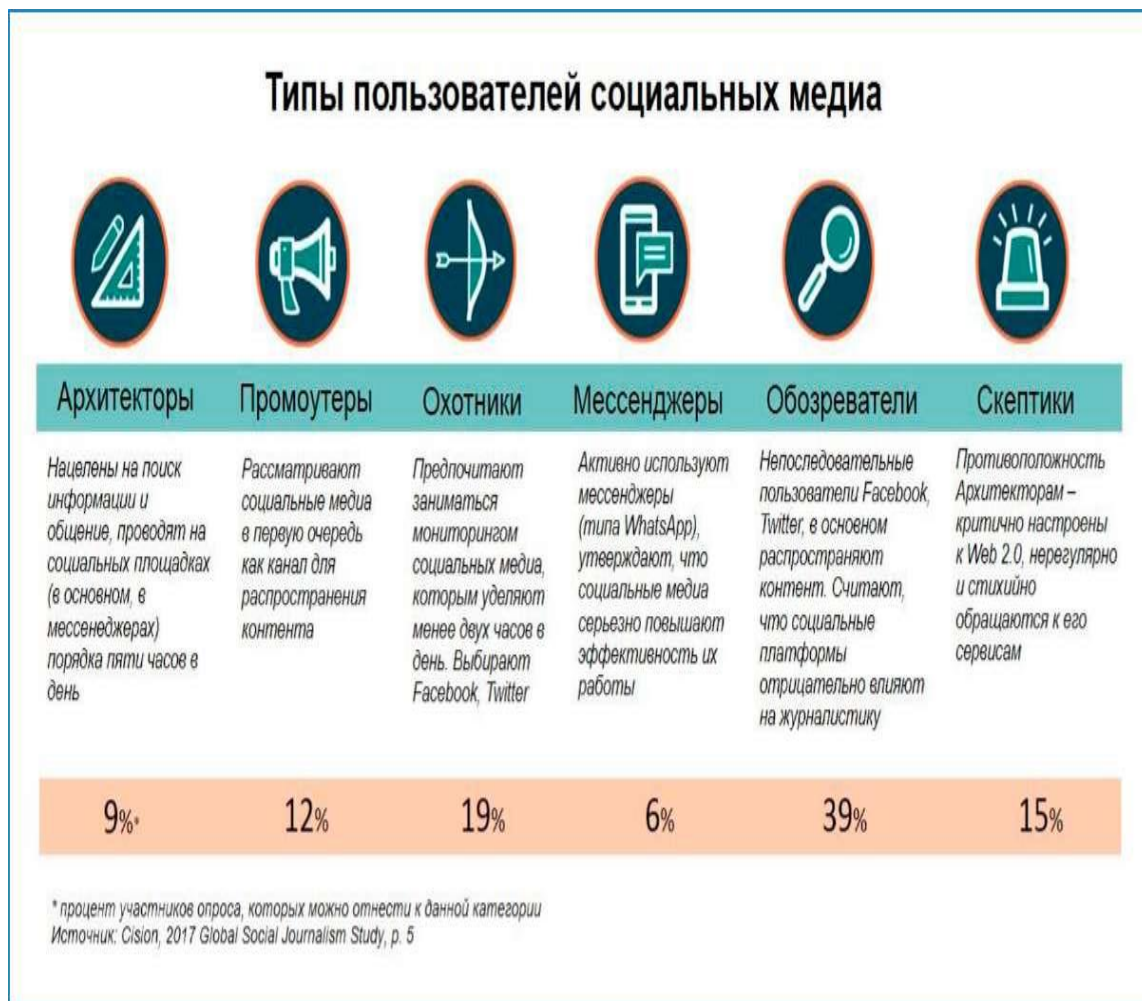 Типы пользователей социальных медиа
Архитекторы
Промоутеры
Охотники
Мессенджеры
Обозреватели
Скептики
Нацелены на поиск
информации и
общение, проводят на
социальных площадках
(в основном, в
мессенеджерах)
порядка пяти часов в
день
Рассматривают
социальные медиа
в первую очередь
как канал для
распространения
контента
Предпочитают
заниматься
мониторингом
социальных медиа,
которым уделяют
менее двух часов в
день. Выбирают
Facebook, Twitter
Активно используют
мессенджеры
(типа WhatsApp),
утверждают, что
социальные медиа
серьезно повышают
эффективность их
работы
Непоследовательные
пользователи Facebook,
Twitter, в основном
распространяют
контент. Считают,
что социальные
платформы
отрицательно влияют
на журналистику
Противоположность
Архитекторам –
критично настроены
к Web 2.0, нерегулярно
и стихийно
обращаются к его
сервисам
9%*
12%
19%
6%
39%
15%
* процент участников опроса, которых можно отнести к данной категории
Источник: Cision, 2017 Global Social Journalism Study, p. 5